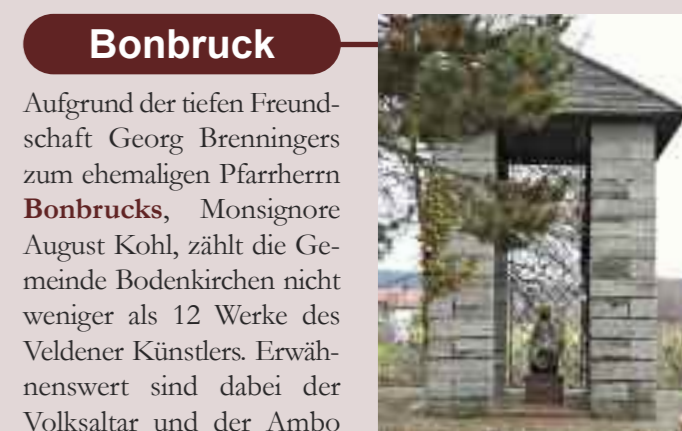 Bonbruck
Aufgrund der tiefen Freund-
schaft Georg Brenningers
zum ehemaligen Pfarrherrn
Bonbrucks, Monsignore
August Kohl, zählt die Ge-
meinde Bodenkirchen nicht
weniger als 12 Werke des
Veldener Künstlers. Erwäh-
nenswert sind dabei der
Volksaltar und der Ambo